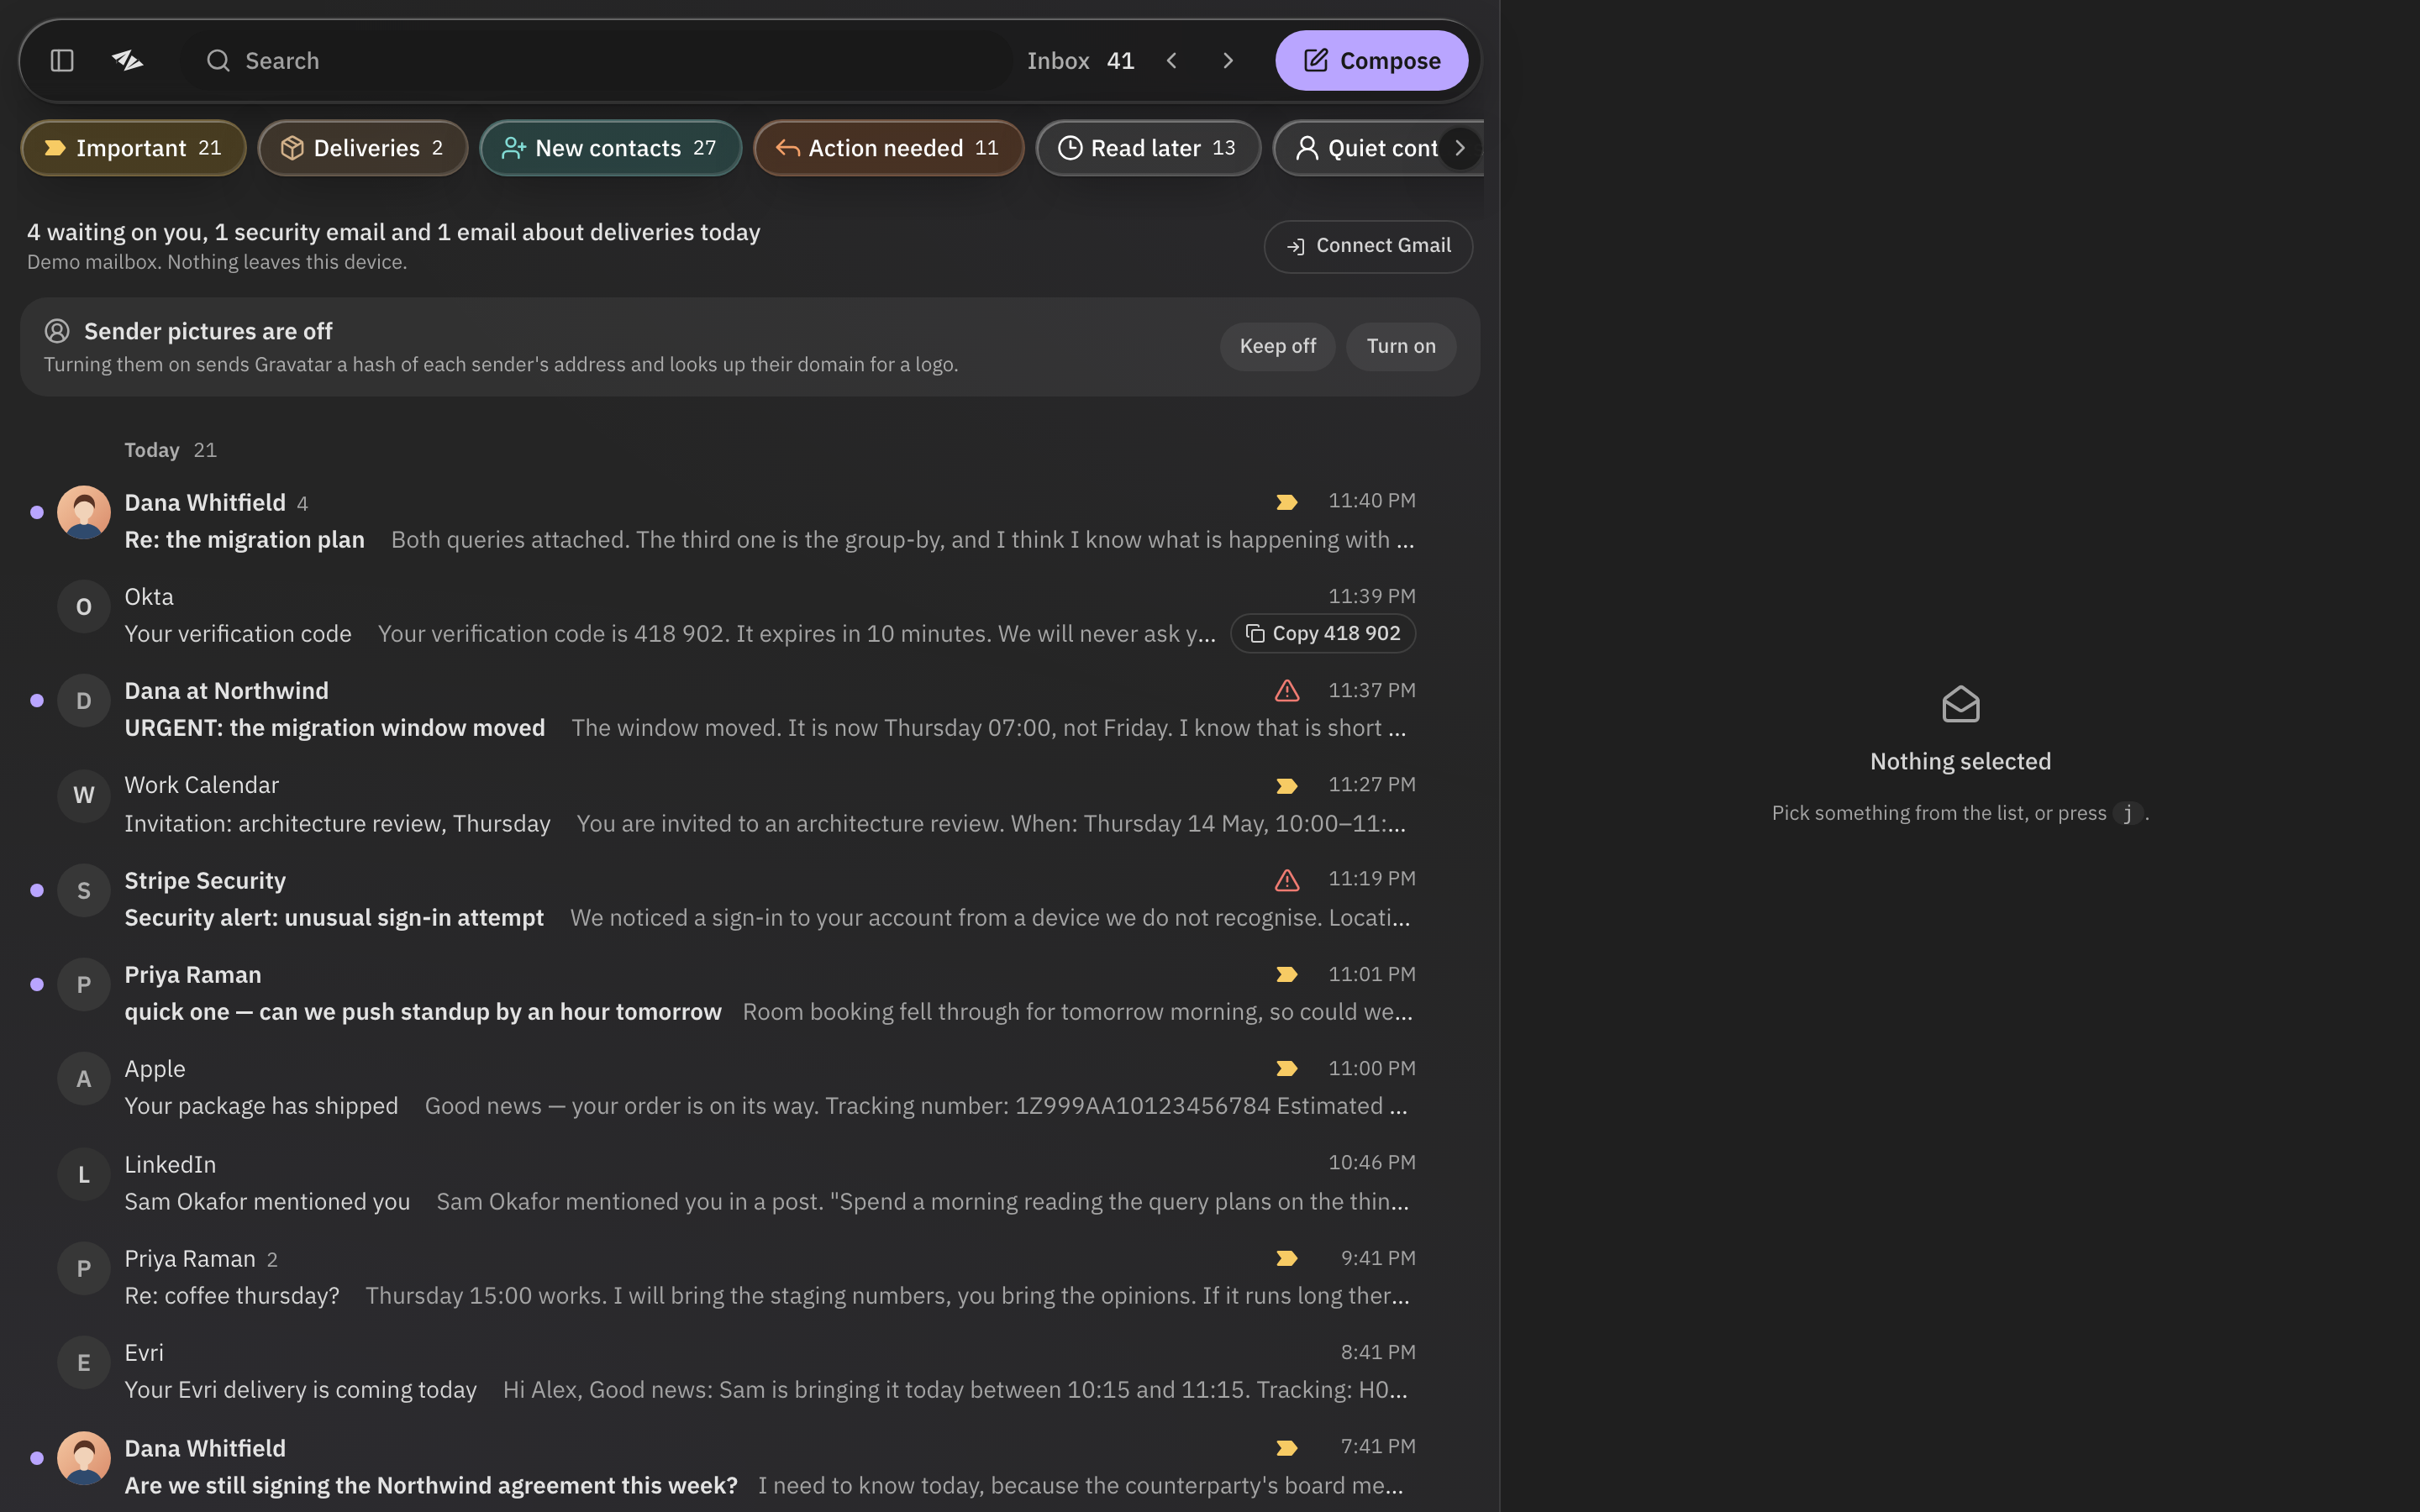 Search
Inbox 41
Compose
Important 21
Deliveries 2
New contacts 27
Action needed 11
Read later 13
Quiet cont
4 waiting on you, 1 security email and 1 email about deliveries today
Demo mailbox. Nothing leaves this device.
Connect Gmail
Sender pictures are off
Turning them on sends Gravatar a hash of each sender's address and looks up their domain for a logo.
Keep off
Turn on
Today 21
Dana Whitfield 4
11:40 PM
Re: the migration plan Both queries attached. The third one is the group-by, and I think I know what is happening with ...
O
Okta
11:39 PM
Your verification code Your verification code is 418 902. It expires in 10 minutes. We will never ask y...
Copy 418 902
D
Dana at Northwind
11:37 PM
URGENT: the migration window moved The window moved. It is now Thursday 07:00, not Friday. I know that is short ...
W
Work Calendar
11:27 PM
Invitation: architecture review, Thursday You are invited to an architecture review. When: Thursday 14 May, 10:00–11:...
S
Stripe Security
11:19 PM
Security alert: unusual sign-in attempt We noticed a sign-in to your account from a device we do not recognise. Locati...
P
Priya Raman
11:01 PM
quick one — can we push standup by an hour tomorrow Room booking fell through for tomorrow morning, so could we...
A
Apple
11:00 PM
Your package has shipped Good news — your order is on its way. Tracking number: 1Z999AA10123456784 Estimated ...
L
LinkedIn
10:46 PM
Sam Okafor mentioned you Sam Okafor mentioned you in a post. "Spend a morning reading the query plans on the thin...
P
Priya Raman 2
9:41 PM
Re: coffee thursday? Thursday 15:00 works. I will bring the staging numbers, you bring the opinions. If it runs long ther...
E
Evri
8:41 PM
Your Evri delivery is coming today Hi Alex, Good news: Sam is bringing it today between 10:15 and 11:15. Tracking: H0...
Dana Whitfield
7:41 PM
Are we still signing the Northwind agreement this week? I need to know today, because the counterparty's board me...
Nothing selected
Pick something from the list, or press j.